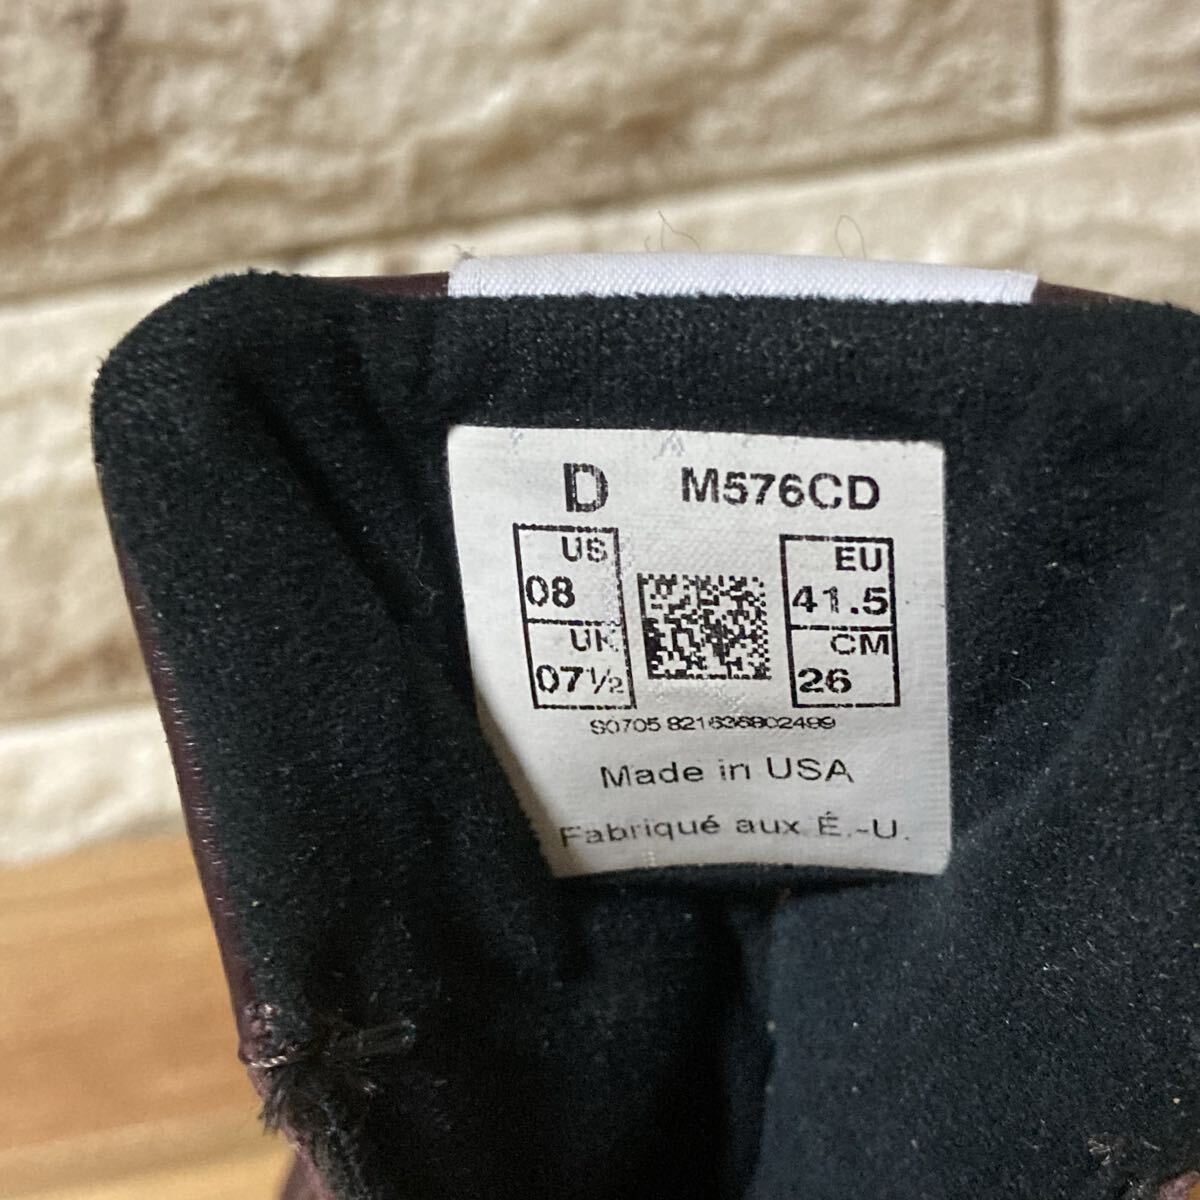 D M576CD
US EU
08 41.5
UK CM
07½ 26
S0705 821636802499
Made in USA
Fabriqué aux É.-U.